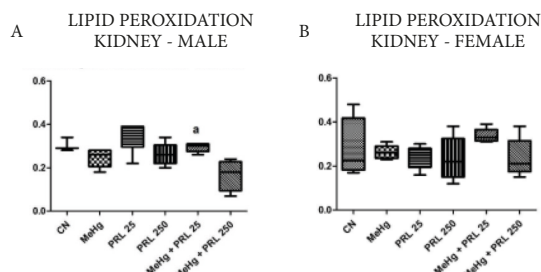 A
LIPID PEROXIDATION
KIDNEY - MALE
0.6
0.4
0.2
0.0
a
CN
MeHg
PRL 25
PRL 250
MeHg + PRL 25
MeHg + PRL 250
B
LIPID PEROXIDATION
KIDNEY - FEMALE
0.6
0.4
0.2
0.0
CN
MeHg
PRL 25
PRL 250
MeHg + PRL 25
MeHg + PRL 250